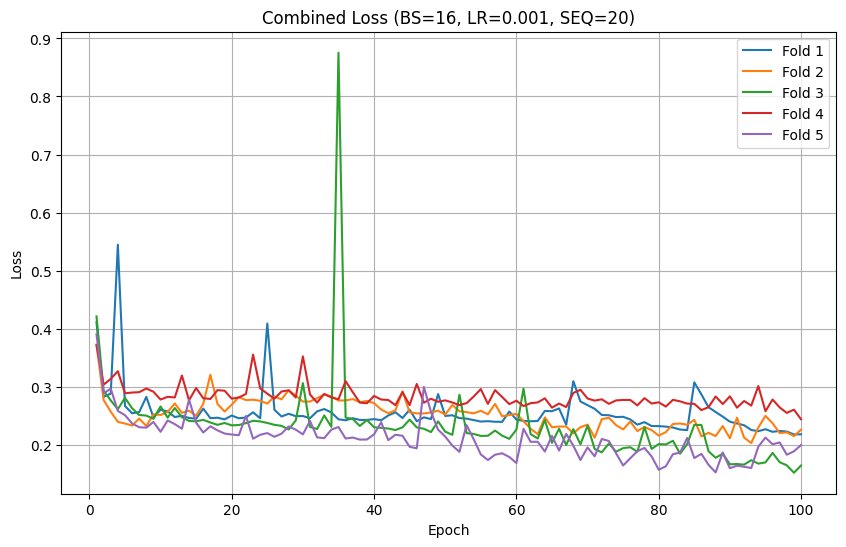 Combined Loss (BS=16, LR=0.001, SEQ=20)
Fold 1
Fold 2
Fold 3
Fold 4
Fold 5
0.9
0.8
0.7
0.6
0.5
0.4
0.3
0.2
Loss
0
20
40
60
80
100
Epoch